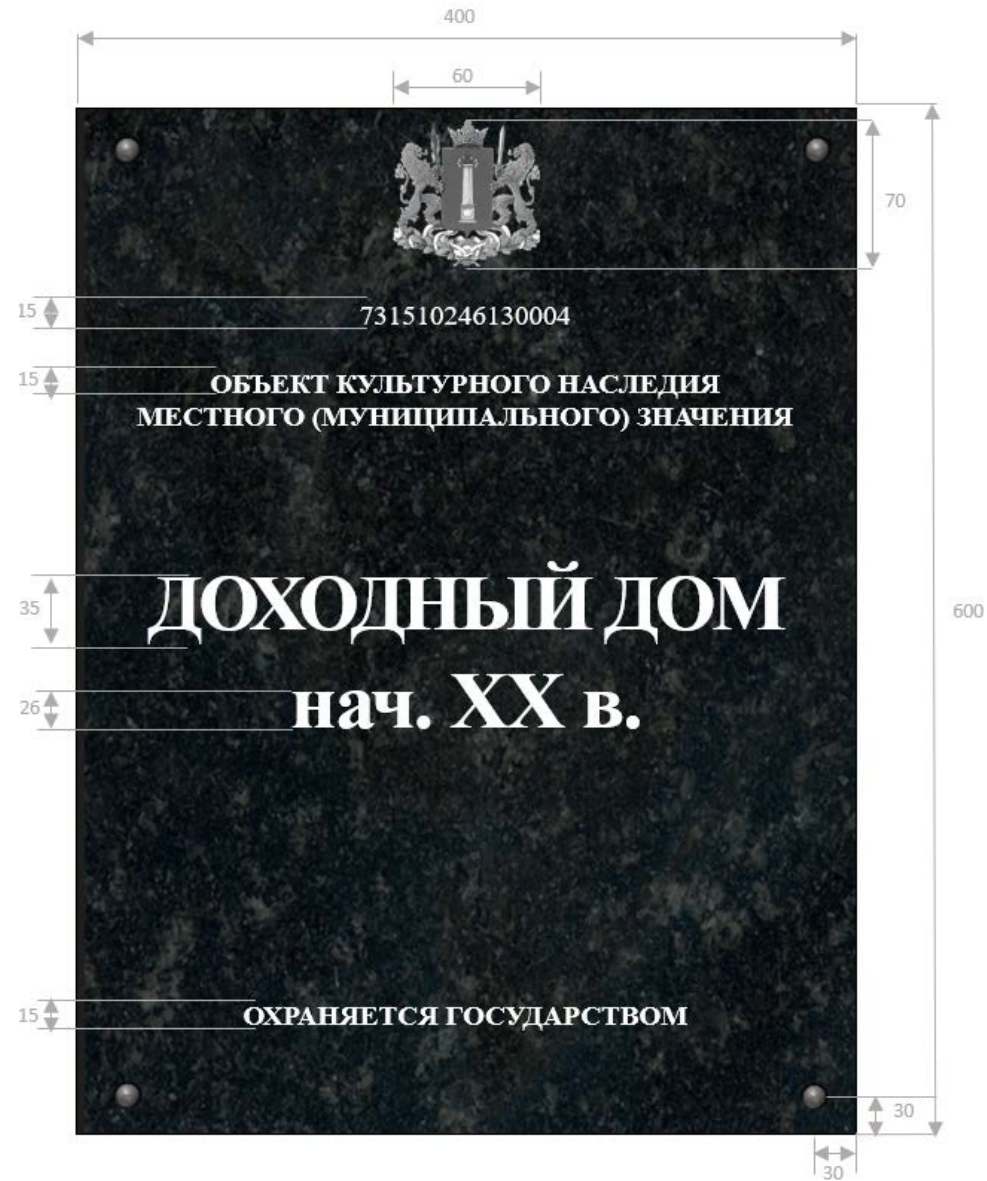 400
60
70
15
731510246130004
15
ОБЪЕКТ КУЛЬТУРНОГО НАСЛЕДИЯ
МЕСТНОГО (МУНИЦИПАЛЬНОГО) ЗНАЧЕНИЯ
35
ДОХОДНЫЙ ДОМ
600
26
нач. XX в.
15
ОХРАНЯЕТСЯ ГОСУДАРСТВОМ
30
30